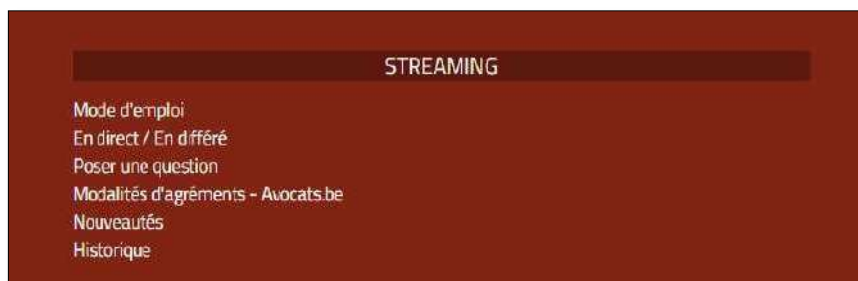 STREAMING
Mode d'emploi
En direct / En différé
Poser une question
Modalités d'agréments - Avocats.be
Nouveautés
Historique